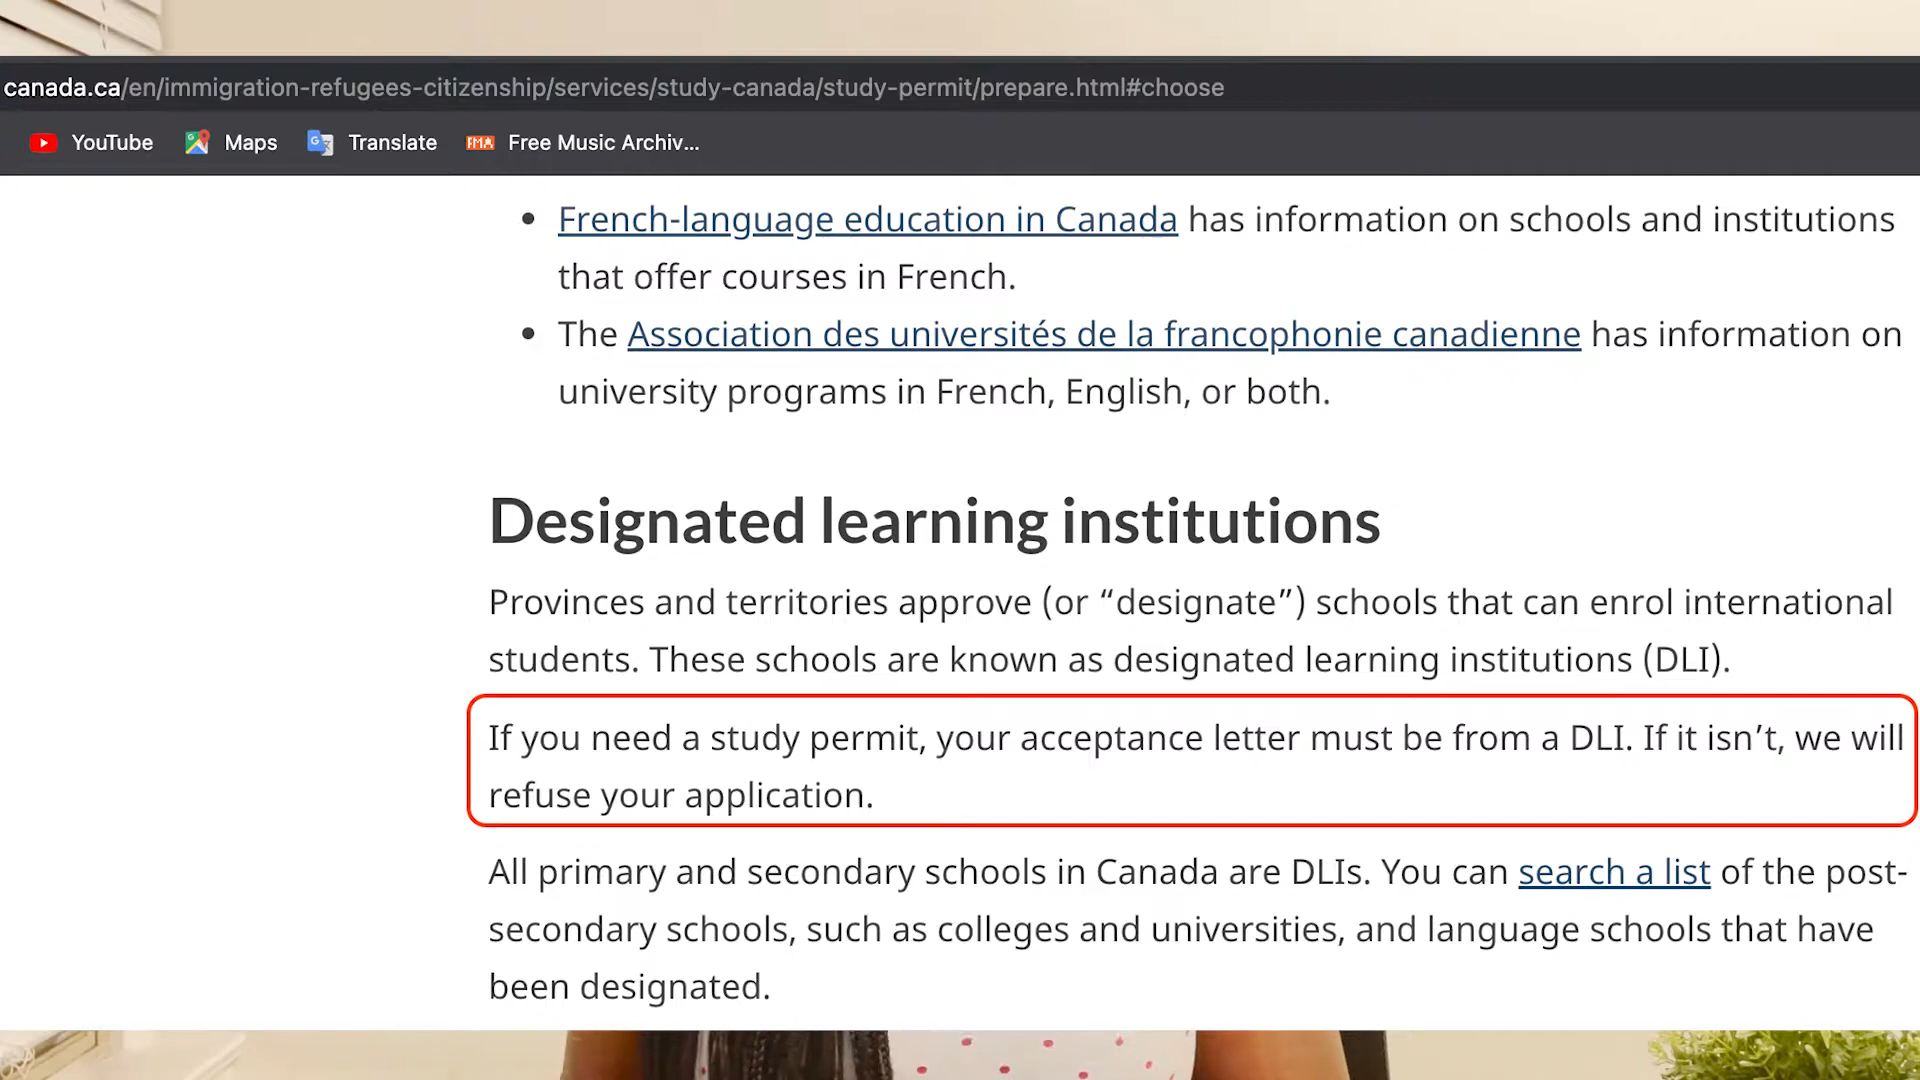 canada.ca/en/immigration-refugees-citizenship/services/study-canada/study-permit/prepare.html#choose
YouTube Maps Translate FMA Free Music Archiv...
French-language education in Canada has information on schools and institutions
that offer courses in French.
The Association des universités de la francophonie canadienne has information on
university programs in French, English, or both.
Designated learning institutions
Provinces and territories approve (or “designate”) schools that can enrol international
students. These schools are known as designated learning institutions (DLI).
If you need a study permit, your acceptance letter must be from a DLI. If it isn’t, we will
refuse your application.
All primary and secondary schools in Canada are DLIs. You can search a list of the post-
secondary schools, such as colleges and universities, and language schools that have
been designated.